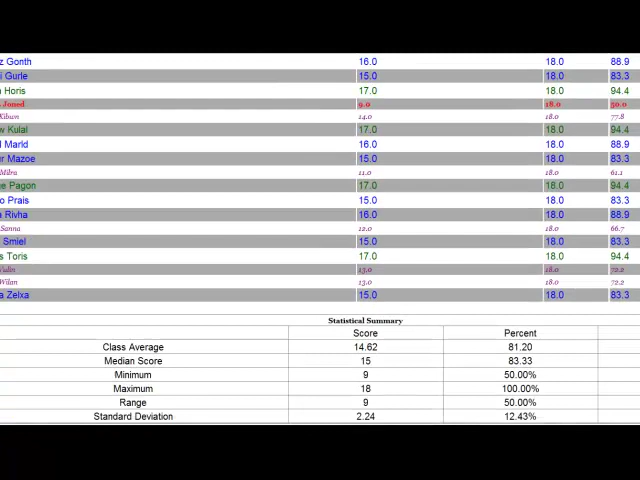 z Gonth 16.0 18.0 88.9
i Gurle 15.0 18.0 83.3
Horis 17.0 18.0 94.4
Jomed 9.0 18.0 50.0
Kibun 14.0 18.0 77.8
w Kulal 17.0 18.0 94.4
l Marld 16.0 18.0 88.9
ur Mazoe 15.0 18.0 83.3
Milra 11.0 18.0 61.1
ge Pagon 17.0 18.0 94.4
o Prais 15.0 18.0 83.3
a Rivha 16.0 18.0 88.9
Sanna 12.0 18.0 66.7
Smiel 15.0 18.0 83.3
s Toris 17.0 18.0 94.4
Yulin 13.0 18.0 72.2
Wilan 13.0 18.0 72.2
a Zelxa 15.0 18.0 83.3
Statistical Summary
Score Percent
Class Average 14.62 81.20
Median Score 15 83.33
Minimum 9 50.00%
Maximum 18 100.00%
Range 9 50.00%
Standard Deviation 2.24 12.43%